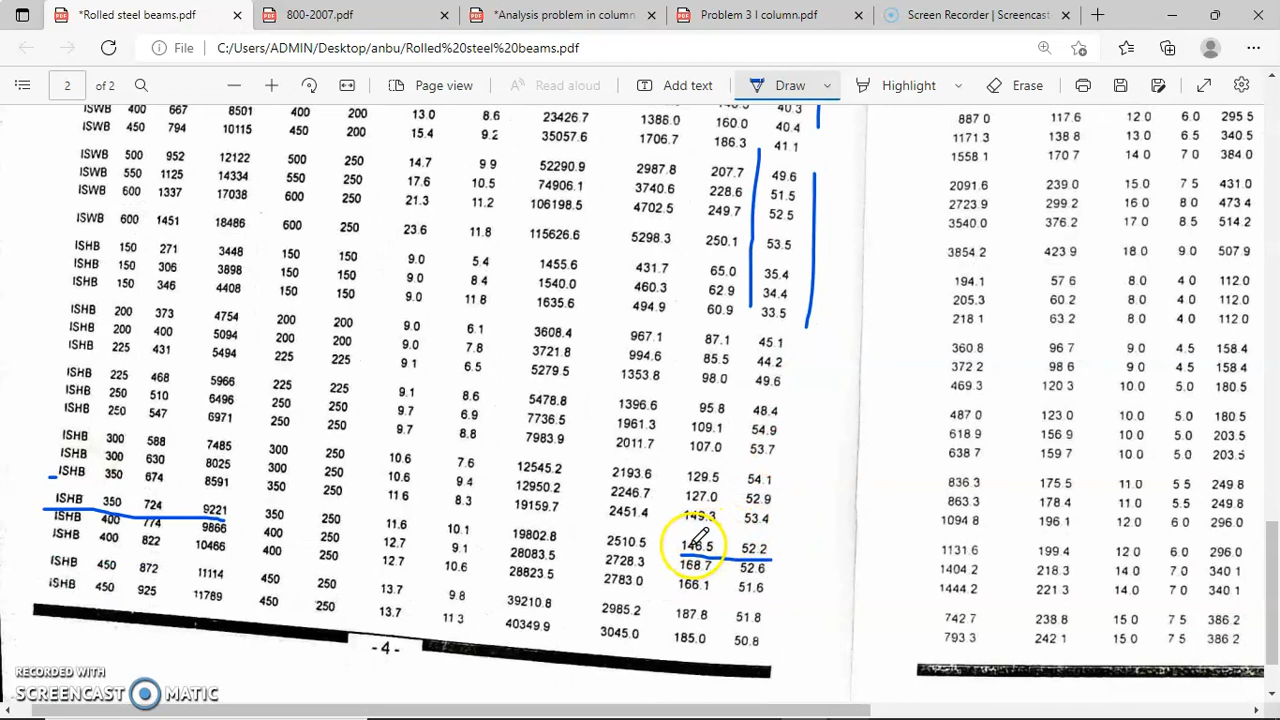 *Rolled steel beams.pdf
800-2007.pdf
*Analysis problem in column
Problem 3 I column.pdf
Screen Recorder | Screencast
File C:/Users/ADMIN/Desktop/anbu/Rolled%20steel%20beams.pdf
2 of 2 Page view Read aloud Add text Draw Highlight Erase
ISWB 400 667 8501 400 200 13.0 8.6 23426.7 1386.0 40.3
ISWB 450 794 10115 450 200 15.4 9.2 35057.6 1706.7 160.0 40.4
186.3 41.1
ISWB 500 952 12122 500 250 14.7 9.9 52290.9 2987.8 207.7 49.6
ISWB 550 1125 14334 550 250 17.6 10.5 74906.1 3740.6 228.6 51.5
ISWB 600 1337 17038 600 250 21.3 11.2 106198.5 4702.5 249.7 52.5
ISWB 600 1451 18486 600 250 23.6 11.8 115626.6 5298.3 250.1 53.5
ISHB 150 271 3448 150 150 9.0 5.4 1455.6 431.7 65.0 35.4
ISHB 150 306 3898 150 150 9.0 8.4 1540.0 460.3 62.9 34.4
ISHB 150 346 4408 150 150 9.0 11.8 1635.6 494.9 60.9 33.5
ISHB 200 373 4754 200 200 9.0 6.1 3608.4 967.1 87.1 45.1
ISHB 200 400 5094 200 200 9.0 7.8 3721.8 994.6 85.5 44.2
ISHB 225 431 5494 225 225 9.1 6.5 5279.5 1353.8 98.0 49.6
ISHB 225 468 5966 225 225 9.1 8.6 5478.8 1396.6 95.8 48.4
ISHB 250 510 6496 250 250 9.7 6.9 7736.5 1961.3 109.1 54.9
ISHB 250 547 6971 250 250 9.7 8.8 7983.9 2011.7 107.0 53.7
ISHB 300 588 7485 300 250 10.6 7.6 12545.2 2193.6 129.5 54.1
ISHB 300 630 8025 300 250 10.6 9.4 12950.2 2246.7 127.0 52.9
ISHB 350 674 8591 350 250 11.6 8.3 19159.7 2451.4 149.3 53.4
ISHB 350 724 9221 350 250 11.6 10.1 19802.8 2510.5 146.5 52.2
ISHB 400 774 9866 400 250 12.7 9.1 28083.5 2728.3 168.7 52.6
ISHB 400 822 10466 400 250 12.7 10.6 28823.5 2783.0 166.1 51.6
ISHB 450 872 11114 450 250 13.7 9.8 39210.8 2985.2 187.8 51.8
ISHB 450 925 11789 450 250 13.7 11.3 40349.9 3045.0 185.0 50.8
-4-
887.0 117.6 12.0 6.0 295.5
1171.3 138.8 13.0 6.5 340.5
1558.1 170.7 14.0 7.0 384.0
2091.6 239.0 15.0 7.5 431.0
2723.9 299.2 16.0 8.0 473.4
3540.0 376.2 17.0 8.5 514.2
3854.2 423.9 18.0 9.0 507.9
194.1 57.6 8.0 4.0 112.0
205.3 60.2 8.0 4.0 112.0
218.1 63.2 8.0 4.0 112.0
360.8 96.7 9.0 4.5 158.4
372.2 98.6 9.0 4.5 158.4
469.3 120.3 10.0 5.0 180.5
487.0 123.0 10.0 5.0 180.5
618.9 156.9 10.0 5.0 203.5
638.7 159.7 10.0 5.0 203.5
836.3 175.5 11.0 5.5 249.8
863.3 178.4 11.0 5.5 249.8
1094.8 196.1 12.0 6.0 296.0
1131.6 199.4 12.0 6.0 296.0
1404.2 218.3 14.0 7.0 340.1
1444.2 221.3 14.0 7.0 340.1
742.7 238.8 15.0 7.5 386.2
793.3 242.1 15.0 7.5 386.2
RECORDED WITH
SCREENCAST MATIC